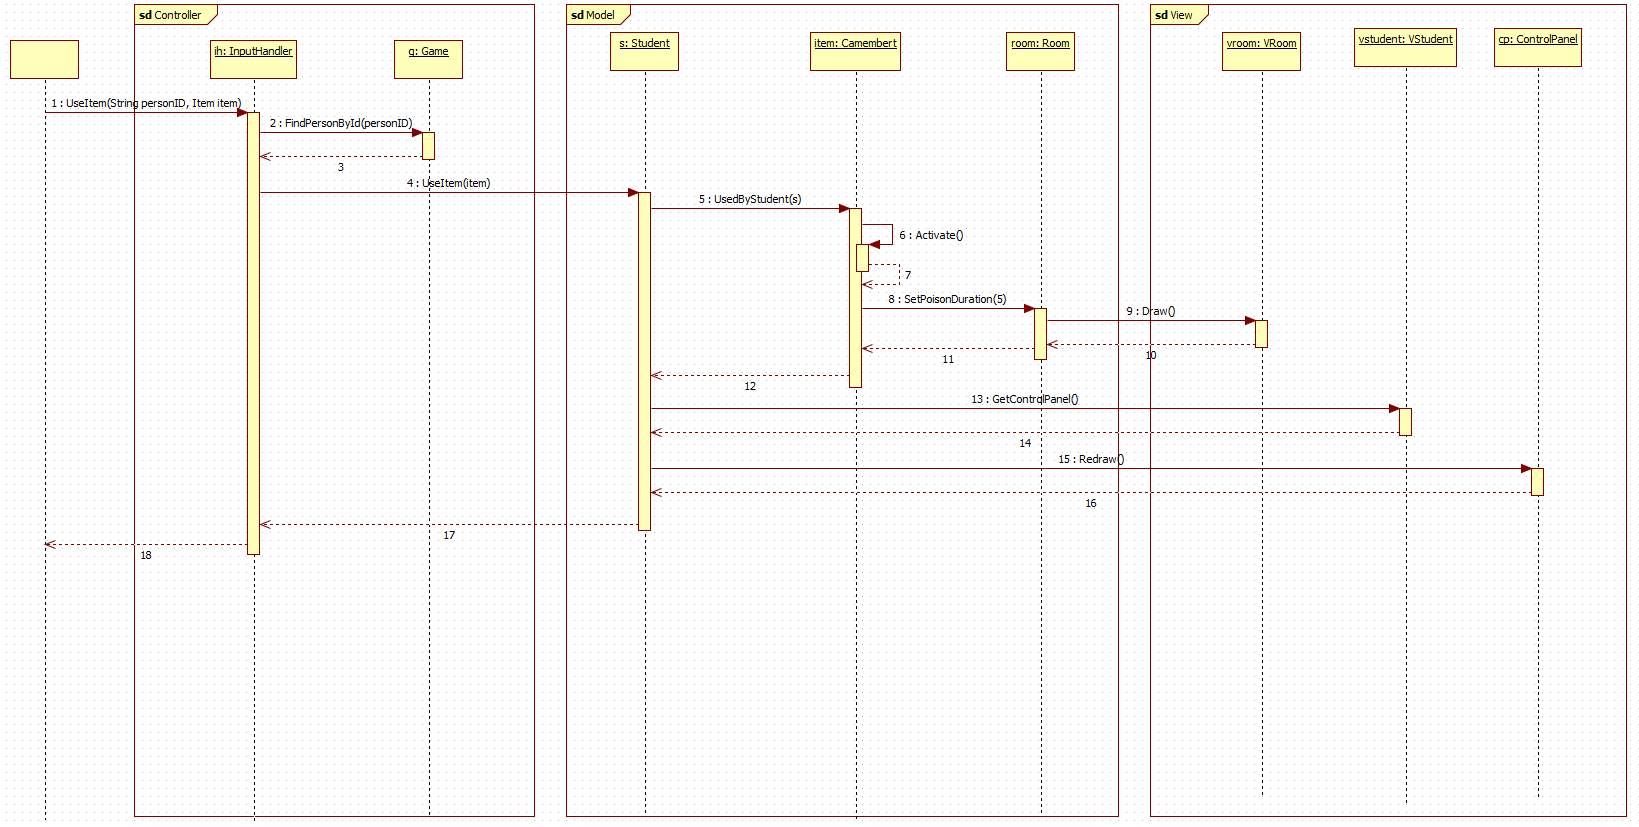 sd Controller
sd Model
sd View
ih: InputHandler
g: Game
s: Student
item: Camembert
room: Room
vroom: VRoom
vstudent: VStudent
cp: ControlPanel
1 : UseItem(String personID, Item item)
2 : FindPersonById(personID)
3
4 : UseItem(item)
5 : UsedByStudent(s)
6 : Activate()
7
8 : SetPoisonDuration(5)
9 : Draw()
10
11
12
13 : GetControlPanel()
14
15 : Redraw()
16
17
18